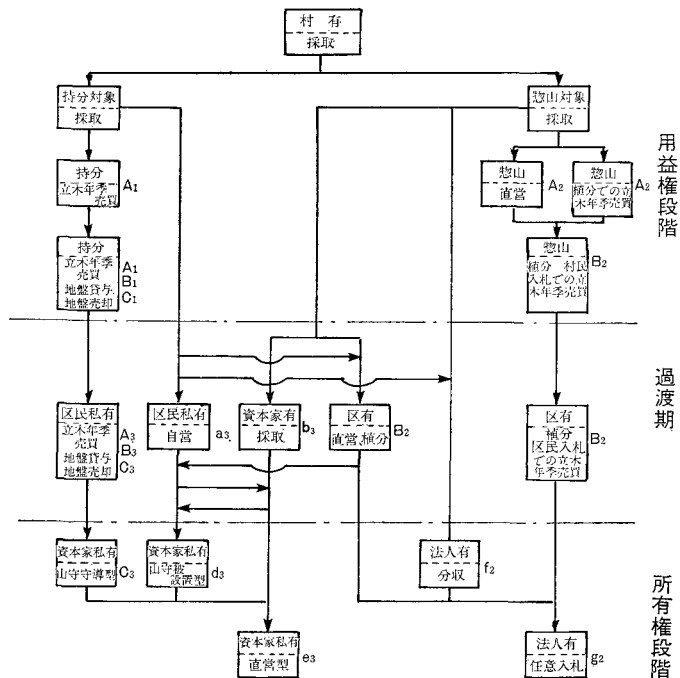 村有
採取
持分対象
採取
惣山対象
採取
用益権段階
持分
立木年季
売買
A1
惣山
直営
A2
惣山
植分での立
木年季売買
A2
持分
立木年季
売買
地盤貸与
地盤売却
A1
B1
C1
惣山
植分 村民
入札での立
木年季売買
B2
過渡期
区民私有
立木年季
売買
地盤貸与
地盤売却
A3
B3
C3
区民私有
自営
a3
資本家有
採取
b3
区有
直営、植分
B2
区有
植分
区民入札
での立木
年季売買
B2
所有権段階
資本家私有
山守守導型
C3
資本家私有
山守被
設置型
d3
法人有
分収
f2
資本家私有
直営型
e3
法人有
任意入札
g2